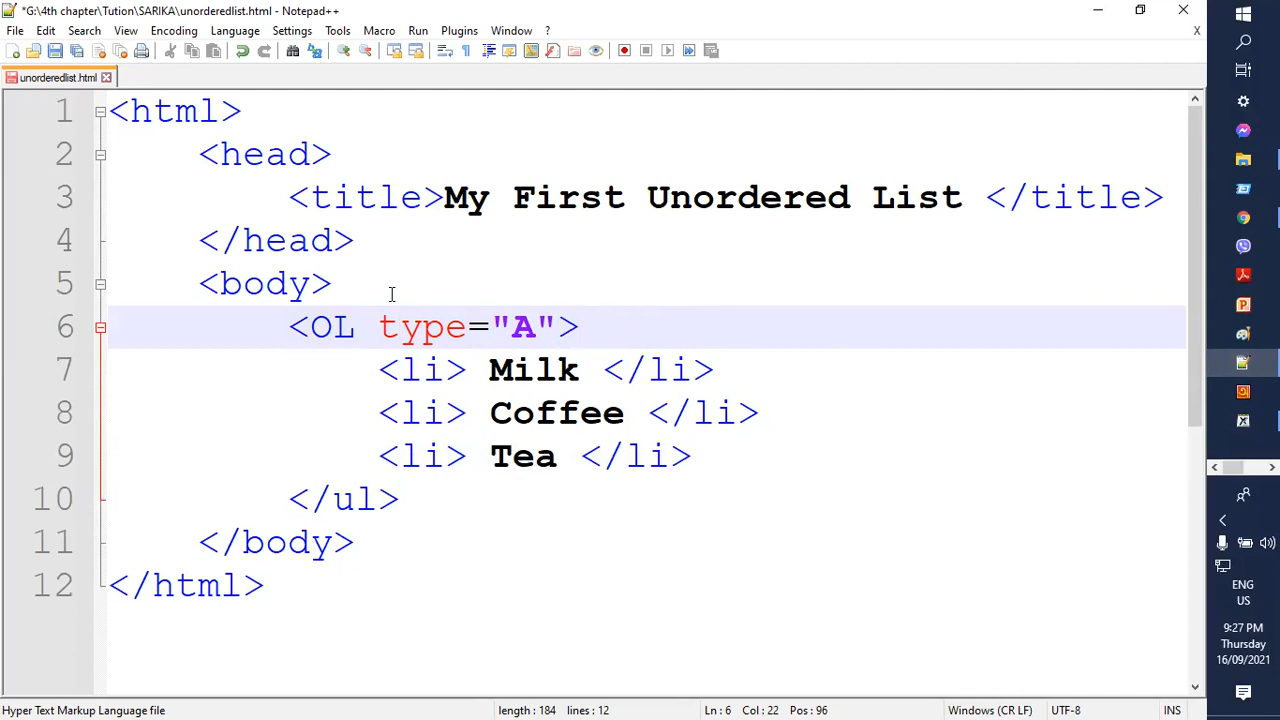 *G:\4th chapter\Tution\SARIKA\unorderedlist.html - Notepad++
File Edit Search View Encoding Language Settings Tools Macro Run Plugins Window ? X
unorderedlist.html
1 <html>
2 <head>
3 <title>My First Unordered List </title>
4 </head>
5 <body>
6 <OL type="A">
7 <li> Milk </li>
8 <li> Coffee </li>
9 <li> Tea </li>
10 </ul>
11 </body>
12 </html>
ENG
US
9:27 PM
Thursday
16/09/2021
Hyper Text Markup Language file length : 184 lines : 12 Ln : 6 Col : 22 Pos : 96 Windows (CR LF) UTF-8 INS